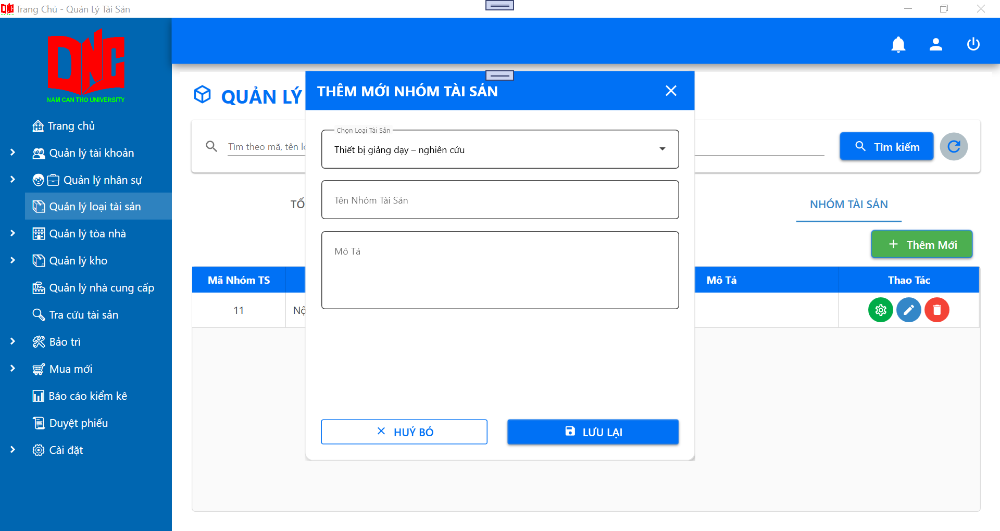 Trang Chủ - Quản Lý Tài Sản
DNC
NAM CAN THO UNIVERSITY
Trang chủ
Quản lý tài khoản
Quản lý nhân sự
Quản lý loại tài sản
Quản lý tòa nhà
Quản lý kho
Quản lý nhà cung cấp
Tra cứu tài sản
Bảo trì
Mua mới
Báo cáo kiểm kê
Duyệt phiếu
Cài đặt
QUẢN LÝ
Tìm theo mã, tên
Tìm kiếm
NHÓM TÀI SẢN
Thêm Mới
Mã Nhóm TS
Mô Tả
Thao Tác
11
THÊM MỚI NHÓM TÀI SẢN
Chọn Loại Tài Sản
Thiết bị giảng dạy – nghiên cứu
Tên Nhóm Tài Sản
Mô Tả
HUỶ BỎ
LƯU LẠI